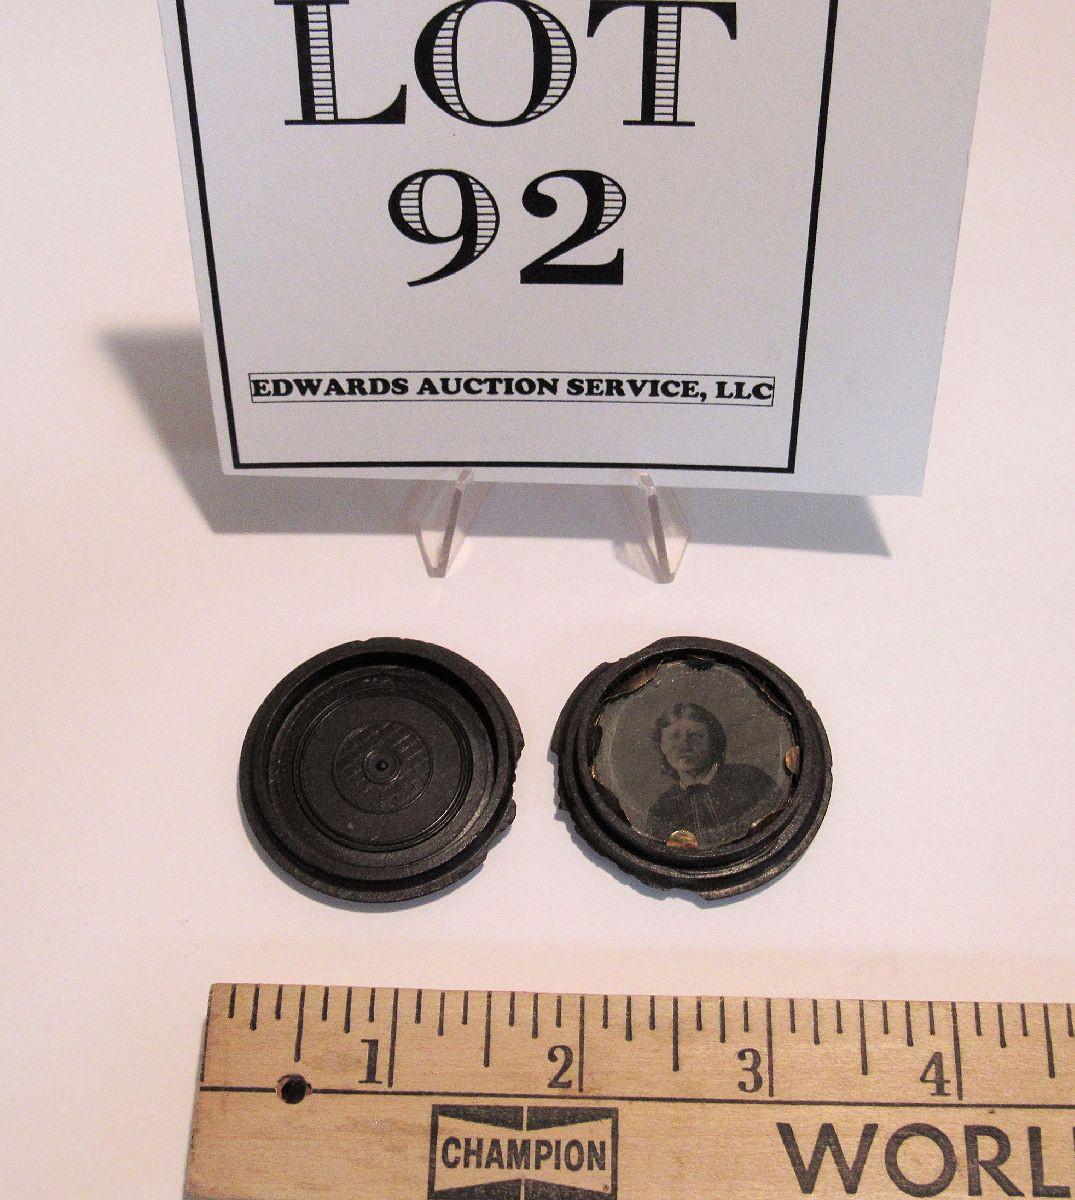 LOT
92
EDWARDS AUCTION SERVICE, LLC
1 2 3 4
CHAMPION
WORL